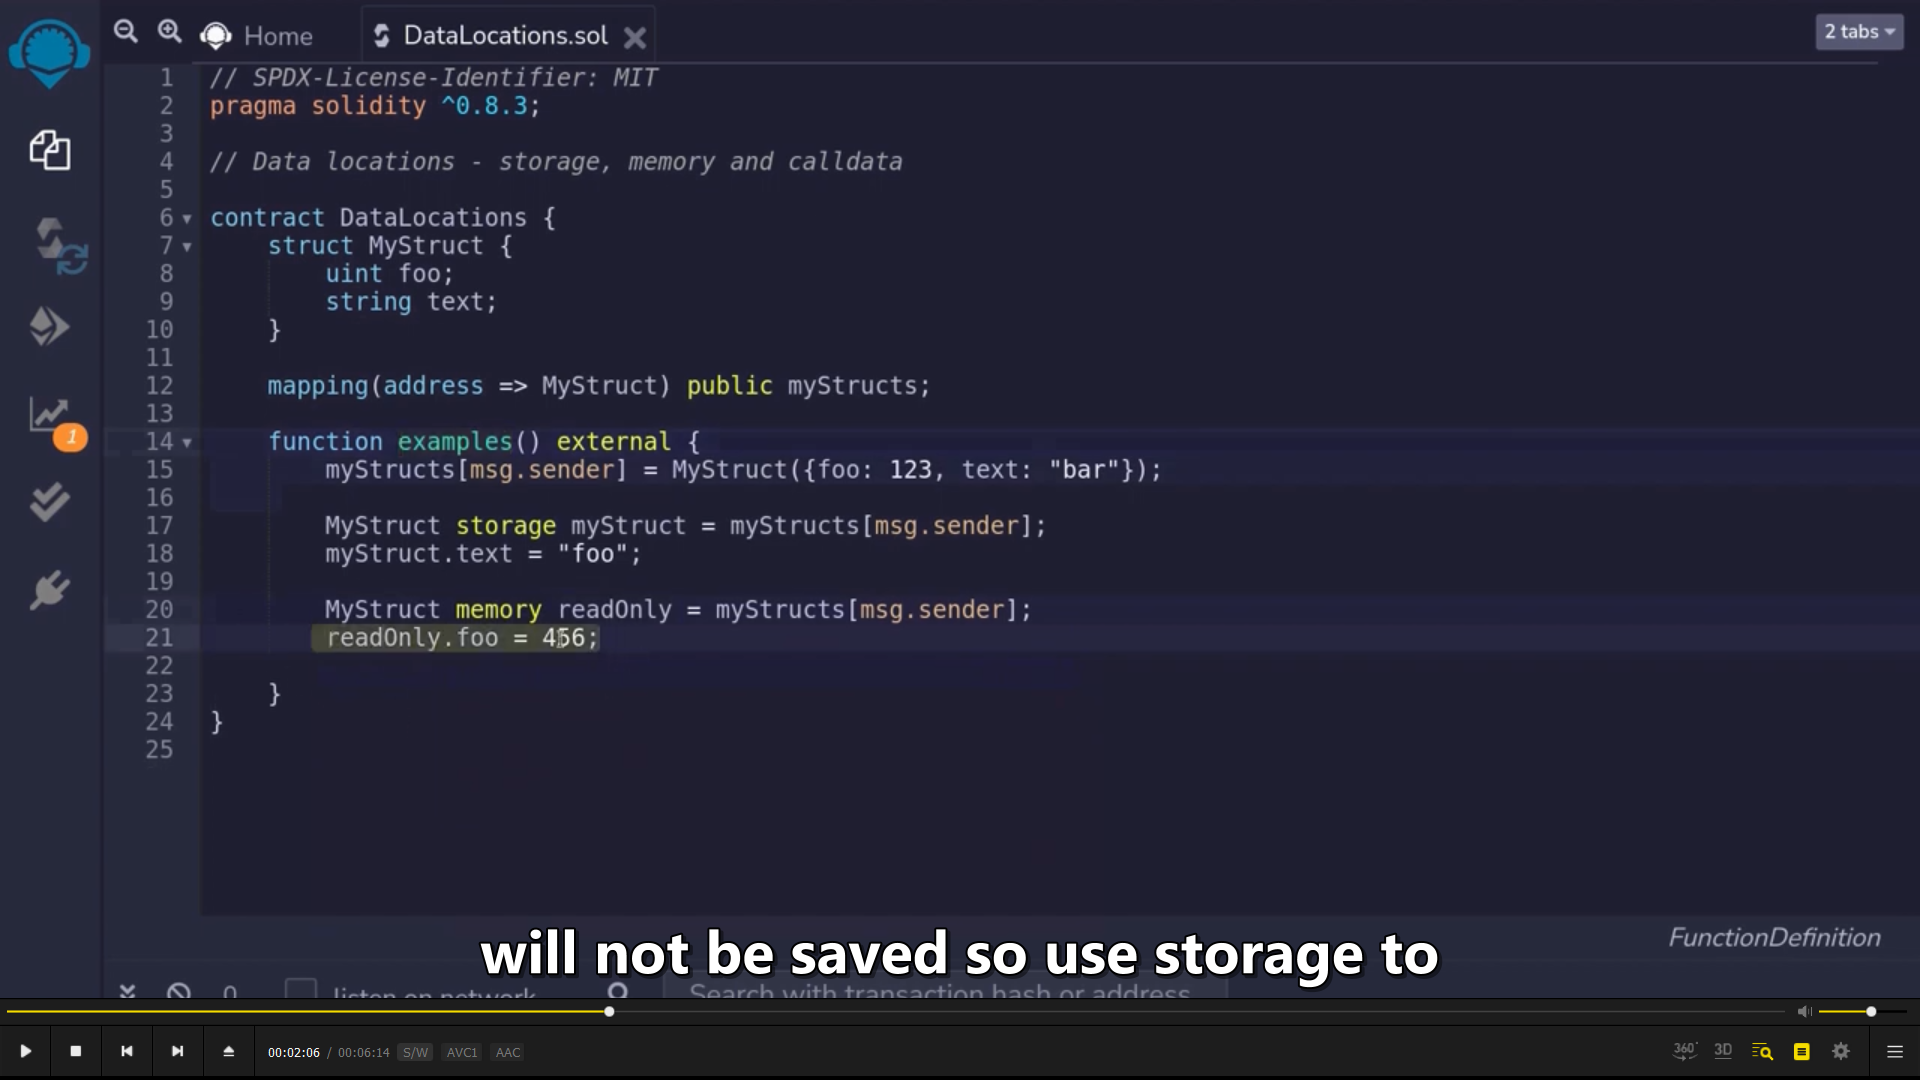 Home
DataLocations.sol
2 tabs
1 // SPDX-License-Identifier: MIT
2 pragma solidity ^0.8.3;
3
4 // Data locations - storage, memory and calldata
5
6 contract DataLocations {
7 struct MyStruct {
8 uint foo;
9 string text;
10 }
11
12 mapping(address => MyStruct) public myStructs;
13
14 function examples() external {
15 myStructs[msg.sender] = MyStruct({foo: 123, text: "bar"});
16
17 MyStruct storage myStruct = myStructs[msg.sender];
18 myStruct.text = "foo";
19
20 MyStruct memory readOnly = myStructs[msg.sender];
21 readOnly.foo = 456;
22
23 }
24 }
25
1
FunctionDefinition
will not be saved so use storage to
0 listen on network
Search with transaction hash or address
00:02:06 / 00:06:14 S/W AVC1 AAC
360° 3D